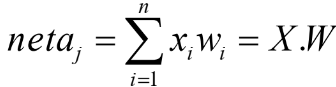 neta_j = \sum_{i=1}^{n} x_i w_i = X.W